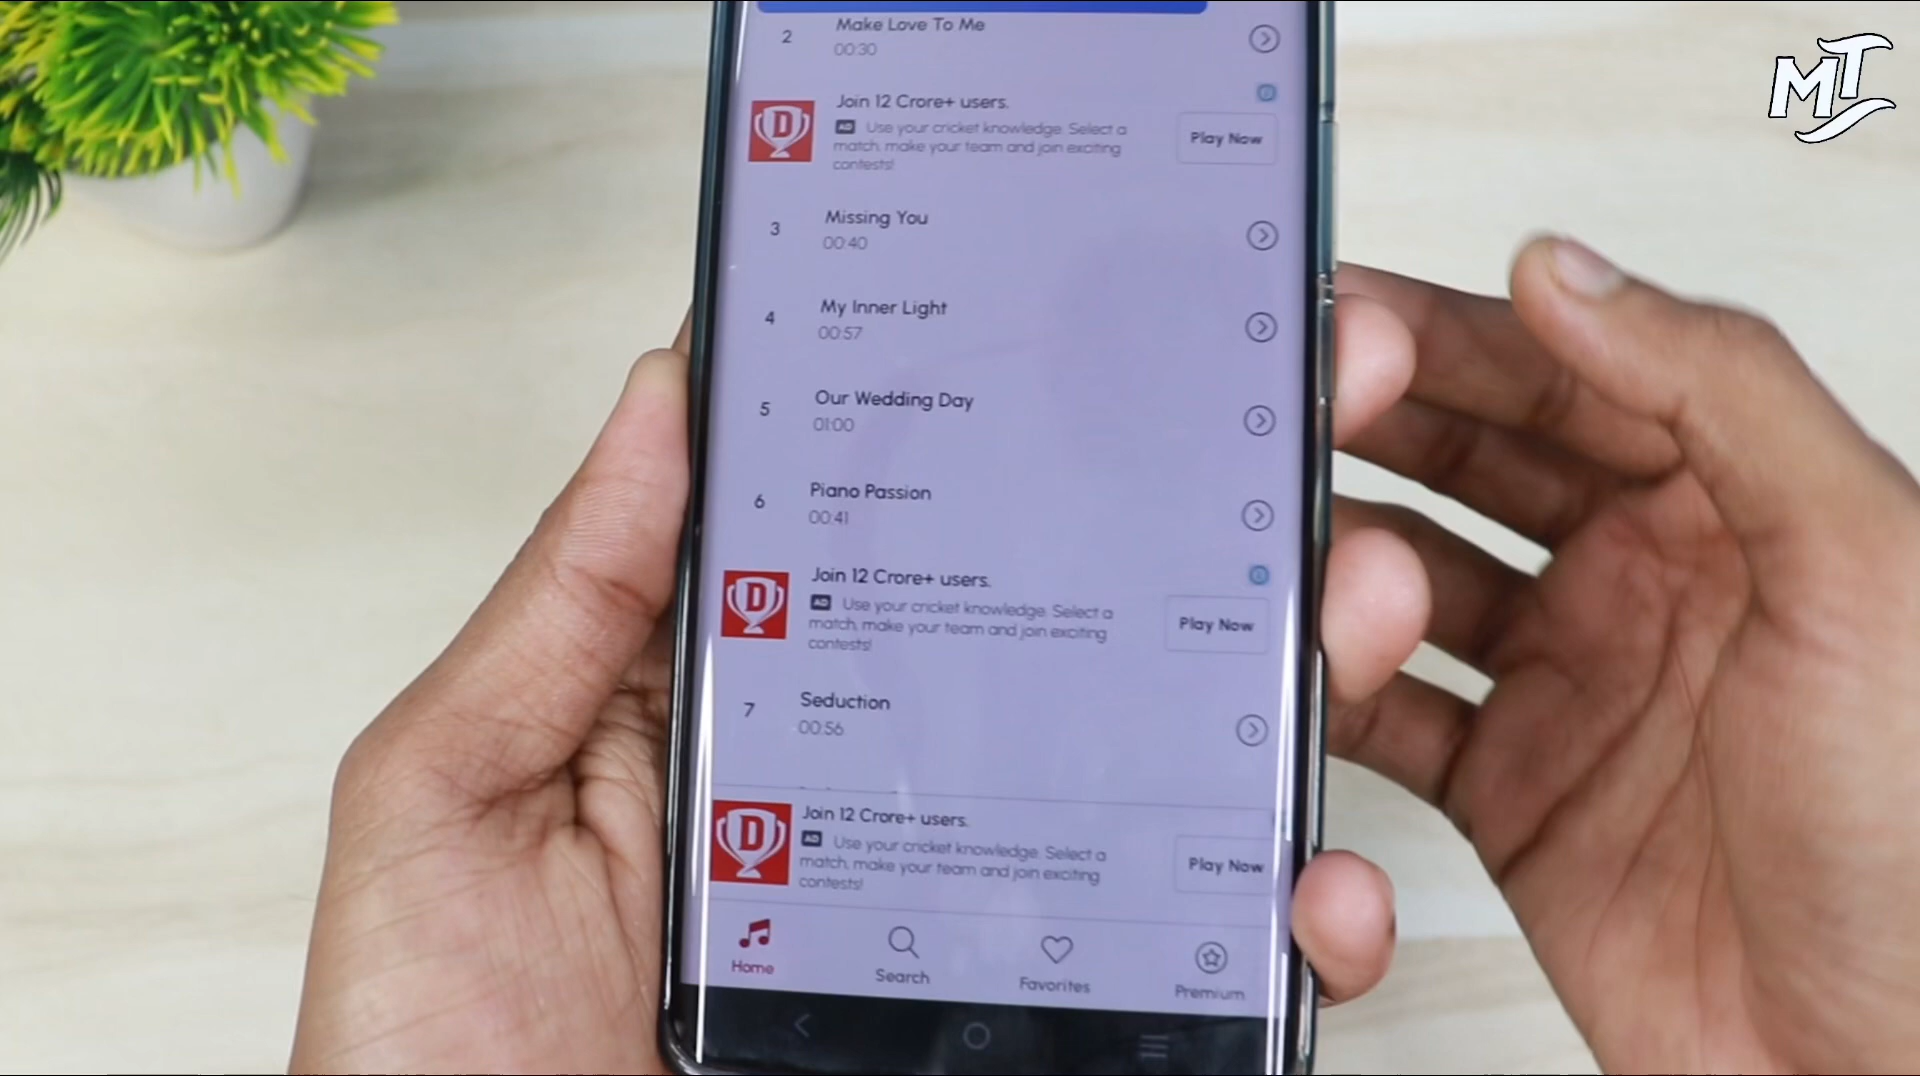 MT
2
Make Love To Me
00:30
Join 12 Crore+ users.
AD Use your cricket knowledge. Select a
match, make your team and join exciting
contests!
Play Now
3
Missing You
00:40
4
My Inner Light
00:57
5
Our Wedding Day
01:00
6
Piano Passion
00:41
Join 12 Crore+ users.
AD Use your cricket knowledge. Select a
match, make your team and join exciting
contests!
Play Now
7
Seduction
00:56
Join 12 Crore+ users.
AD Use your cricket knowledge. Select a
match, make your team and join exciting
contests!
Play Now
Home
Search
Favorites
Premium